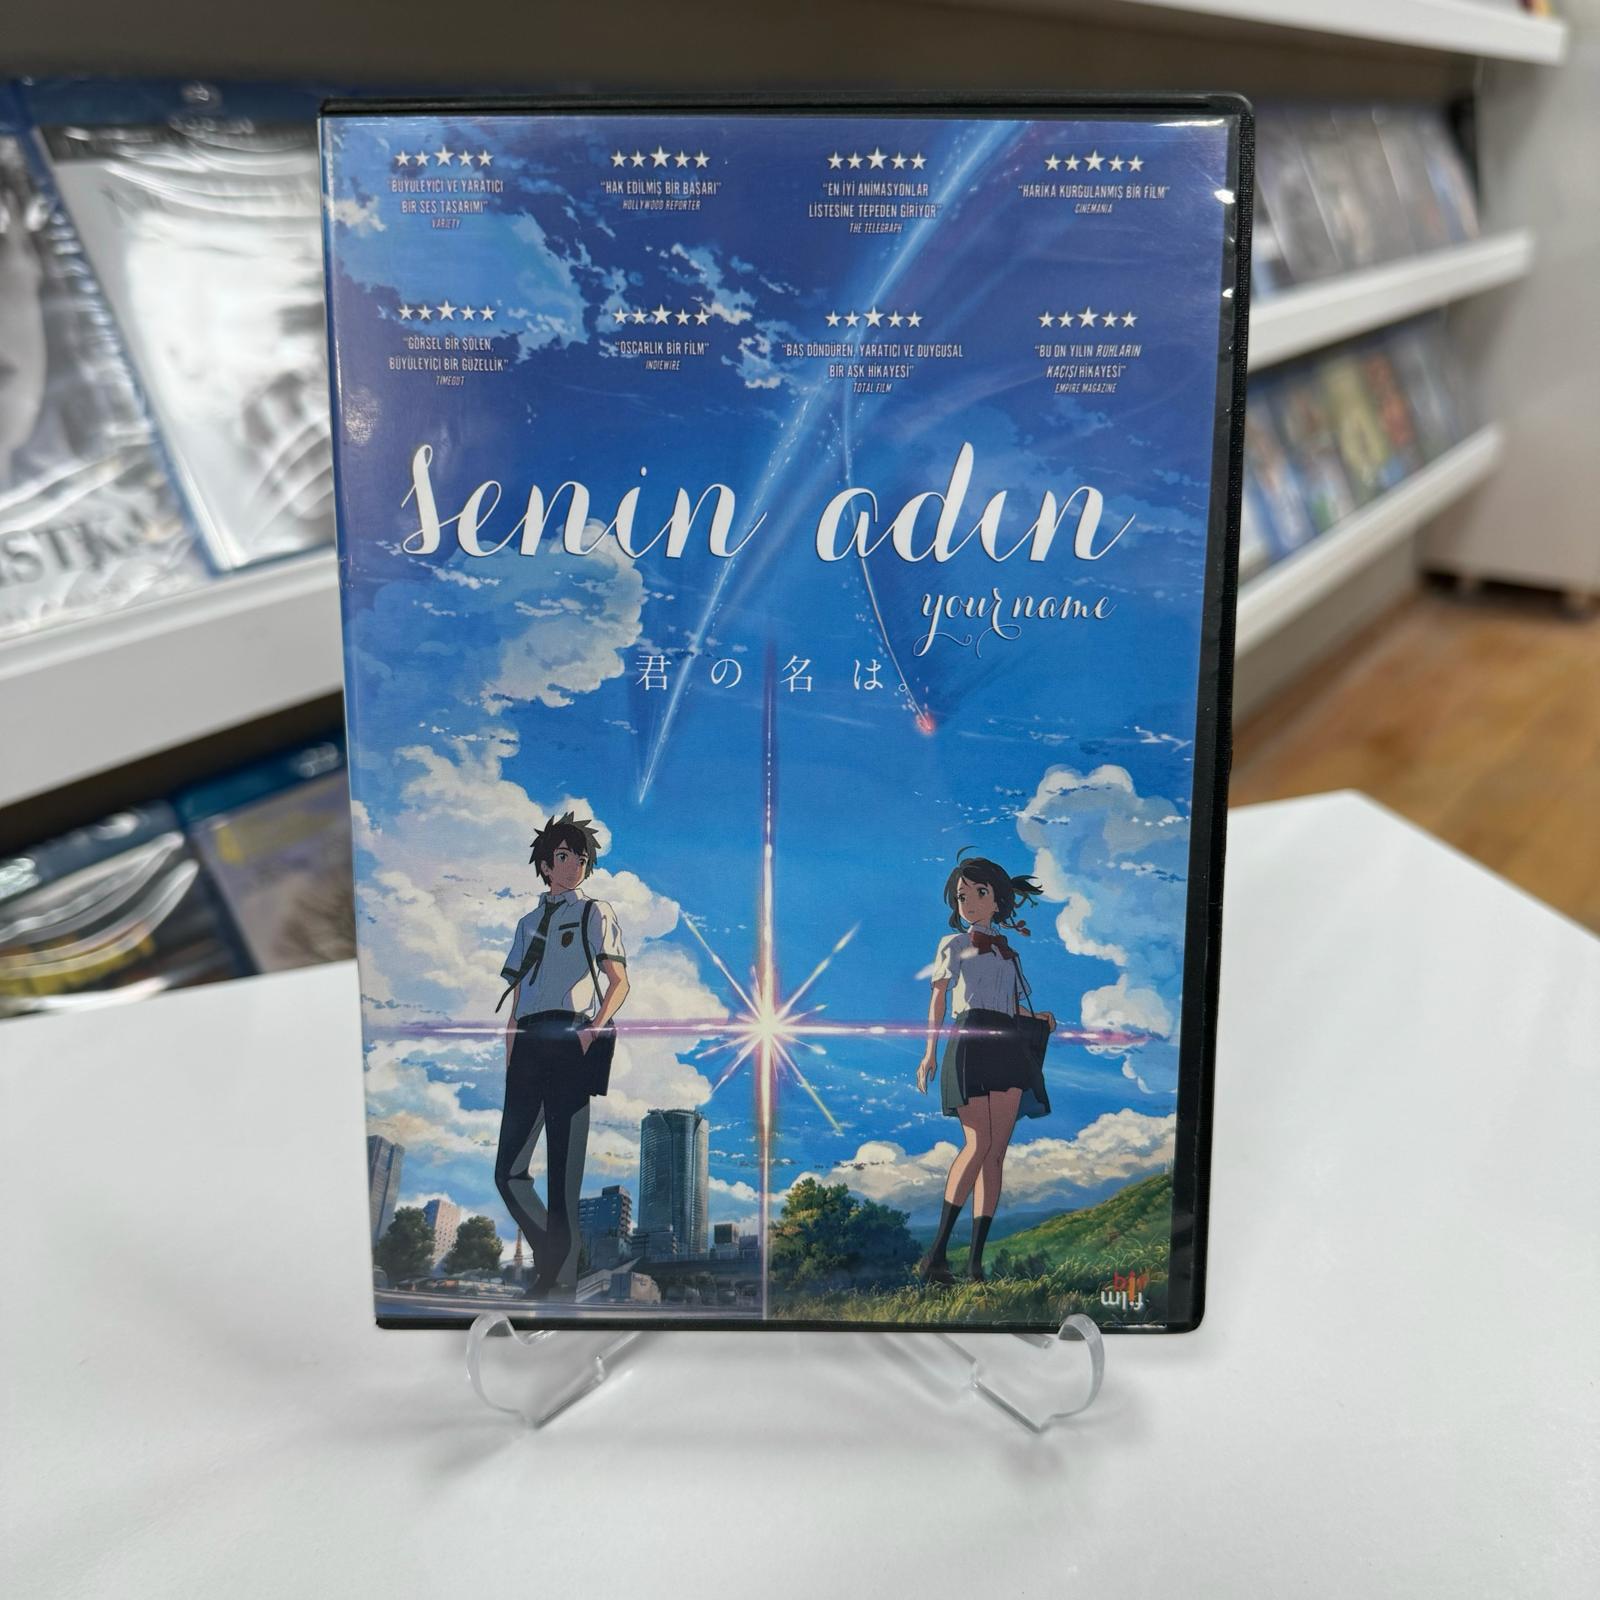 "BÜYÜLEYİCİ VE YARATICI
BİR SES TASARIMI"
VARIETY
"HAK EDİLMİŞ BİR BAŞARI"
HOLLYWOOD REPORTER
"EN İYİ ANİMASYONLAR
LİSTESİNE TEPEDEN GİRİYOR"
THE TELEGRAPH
"HARİKA KURGULANMIŞ BİR FİLM"
CINEMANIA
"GÖRSEL BİR ŞÖLEN,
BÜYÜLEYİCİ BİR GÜZELLİK"
TIMEOUT
"OSCARLIK BİR FİLM"
INDIEWIRE
"BAŞ DÖNDÜREN, YARATICI VE DUYGUSAL
BİR AŞK HİKAYESİ"
TOTAL FILM
"BU ON YILIN RUHLARIN
KAÇIŞI HİKAYESİ"
EMPIRE MAGAZINE
senin adın
your name
君の名は。
bir
film